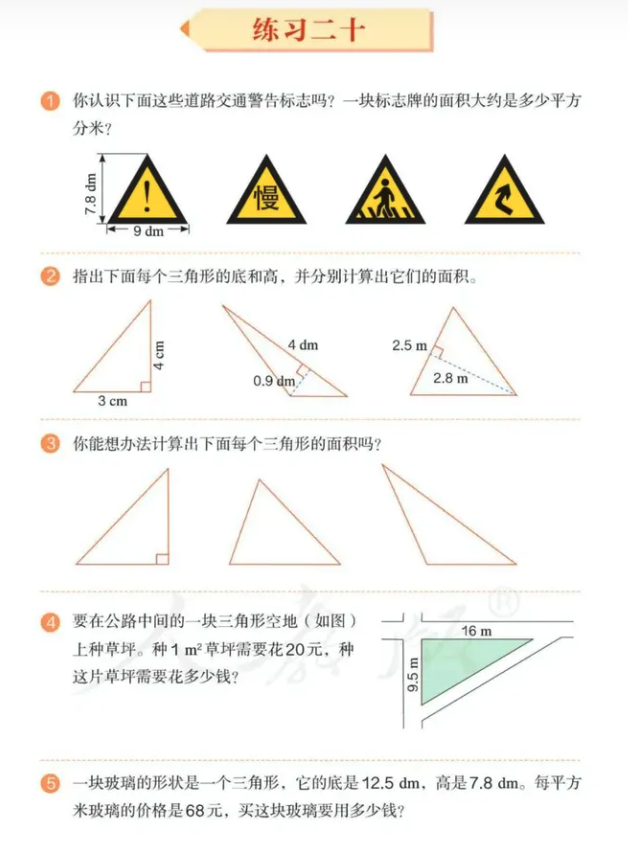 练习二十
1 你认识下面这些道路交通警告标志吗？一块标志牌的面积大约是多少平方
分米？
7.8 dm
9 dm
!
慢
2 指出下面每个三角形的底和高，并分别计算出它们的面积。
4 cm
3 cm
4 dm
0.9 dm
2.5 m
2.8 m
3 你能想办法计算出下面每个三角形的面积吗？
4 要在公路中间的一块三角形空地（如图）
上种草坪。种 1 m² 草坪需要花 20 元，种
这片草坪需要花多少钱？
16 m
9.5 m
人教版®
5 一块玻璃的形状是一个三角形，它的底是 12.5 dm，高是 7.8 dm。每平方
米玻璃的价格是 68 元，买这块玻璃要用多少钱？